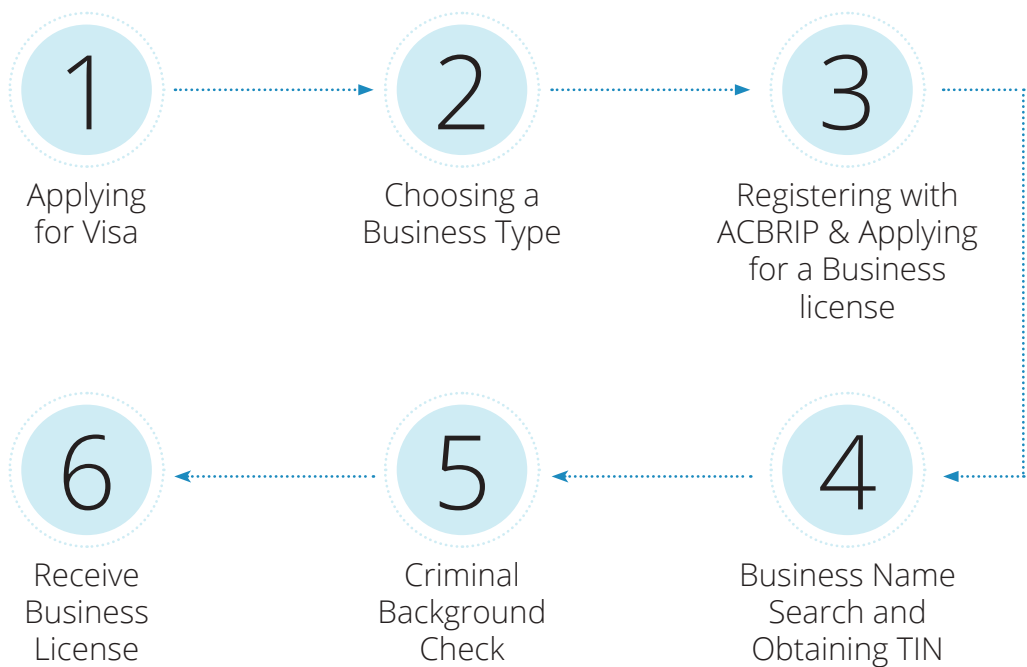 1
Applying
for Visa
2
Choosing a
Business Type
3
Registering with
ACBRIP & Applying
for a Business
license
4
Business Name
Search and
Obtaining TIN
5
Criminal
Background
Check
6
Receive
Business
License